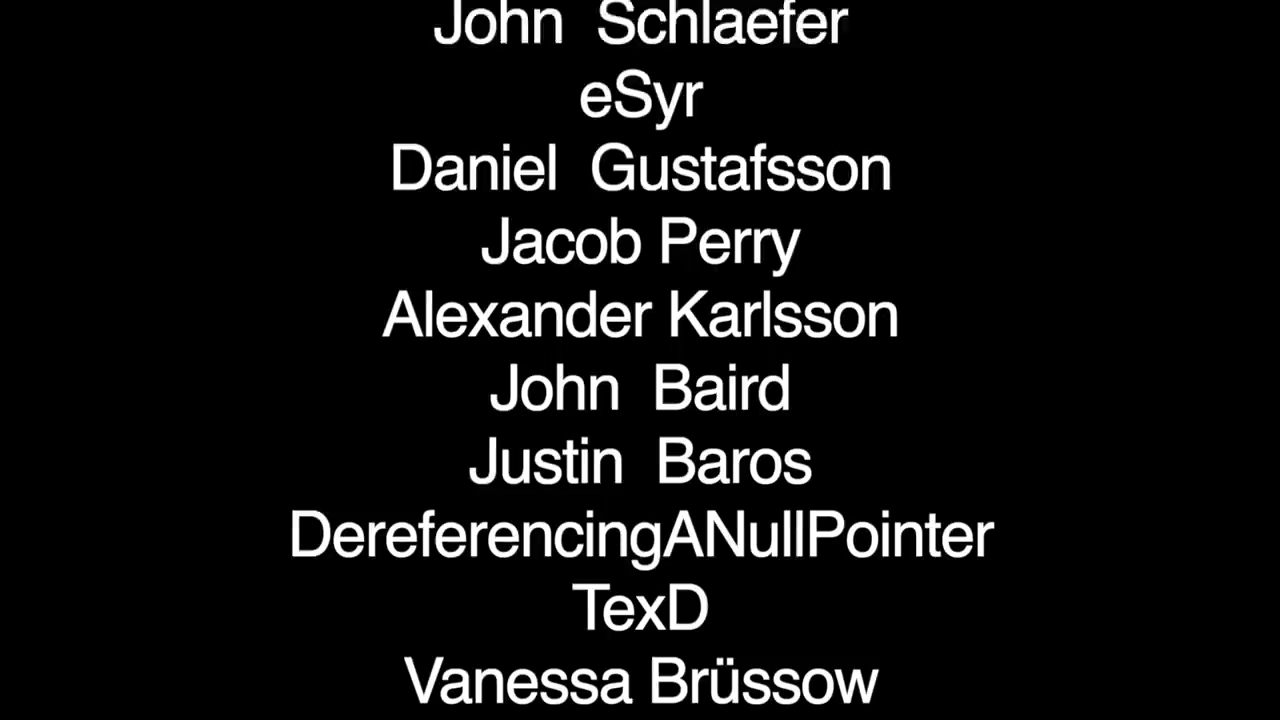 John  Schlaefer
eSyr
Daniel  Gustafsson
Jacob Perry
Alexander Karlsson
John  Baird
Justin  Baros
DereferencingANullPointer
TexD
Vanessa Brüssow